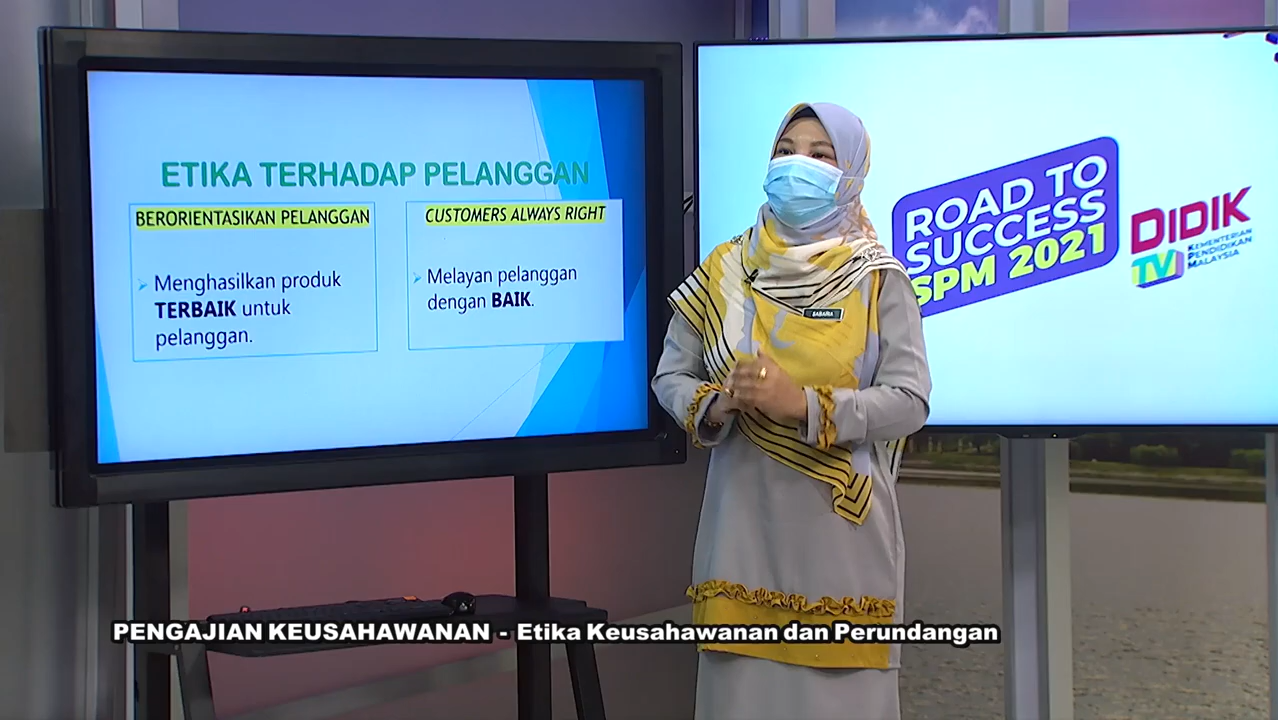 ETIKA TERHADAP PELANGGAN
BERORIENTASIKAN PELANGGAN
Menghasilkan produk
TERBAIK untuk
pelanggan.
CUSTOMERS ALWAYS RIGHT
Melayan pelanggan
dengan BAIK.
ROAD TO
SUCCESS
SPM 2021
DIDIK
TV
KEMENTERIAN
PENDIDIKAN
MALAYSIA
SABARIA
PENGAJIAN KEUSAHAWANAN - Etika Keusahawanan dan Perundangan